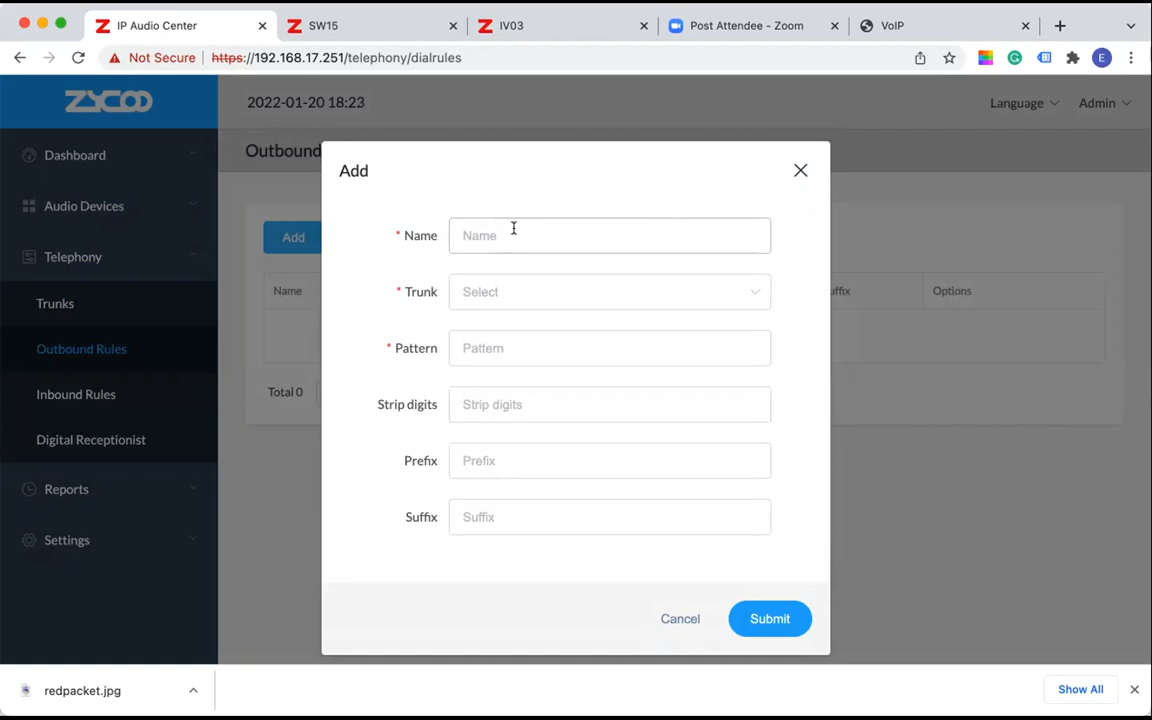 IP Audio Center
SW15
IV03
Post Attendee - Zoom
VoIP
Not Secure
https://192.168.17.251/telephony/dialrules
E
ZYCOO
2022-01-20 18:23
Language
Admin
Dashboard
Audio Devices
Telephony
Trunks
Outbound Rules
Inbound Rules
Digital Receptionist
Reports
Settings
Outbound
Add
Name
uffix
Options
Total 0
Add
* Name
Name
* Trunk
Select
* Pattern
Pattern
Strip digits
Strip digits
Prefix
Prefix
Suffix
Suffix
Cancel
Submit
redpacket.jpg
Show All